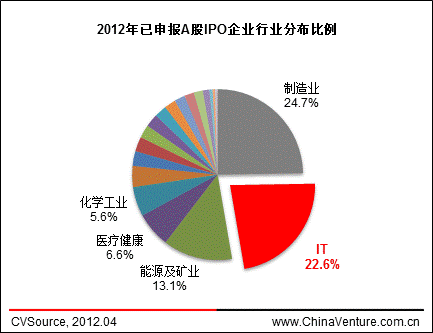 2012年已申报A股IPO企业行业分布比例
制造业
24.7%
IT
22.6%
能源及矿业
13.1%
医疗健康
6.6%
化学工业
5.6%
CVSource, 2012.04
www.ChinaVenture.com.cn